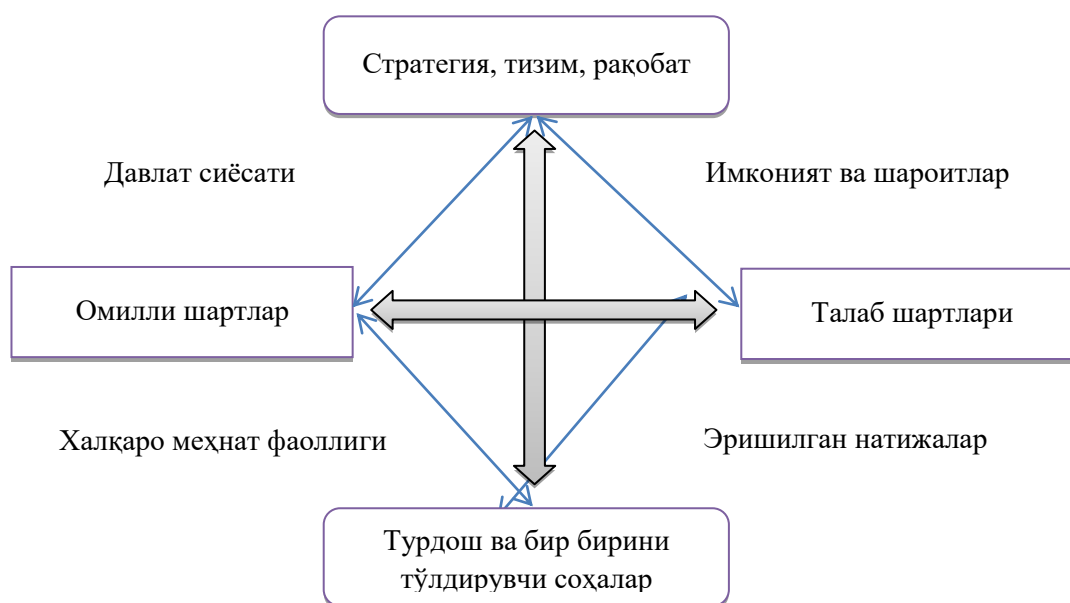 Стратегия, тизим, рақобат
Давлат сиёсати
Имконият ва шароитлар
Омилли шартлар
Талаб шартлари
Халқаро меҳнат фаоллиги
Эришилган натижалар
Турдош ва бир бирини
тўлдирувчи соҳалар